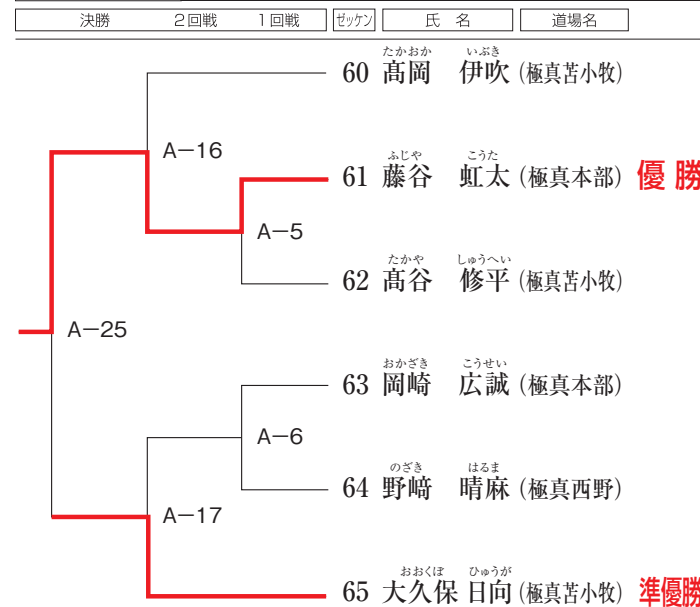 決勝 2回戦 1回戦 ゼッケン 氏 名 道場名
たかおか いぶき
60 髙岡 伊吹 (極真苫小牧)
A−16
ふじや こうた
61 藤谷 虹太 (極真本部) 優勝
A−5
たかや しゅうへい
62 髙谷 修平 (極真苫小牧)
A−25
おかざき こうせい
63 岡崎 広誠 (極真本部)
A−6
のざき はるま
64 野﨑 晴麻 (極真西野)
A−17
おおくぼ ひゅうが
65 大久保 日向 (極真苫小牧) 準優勝